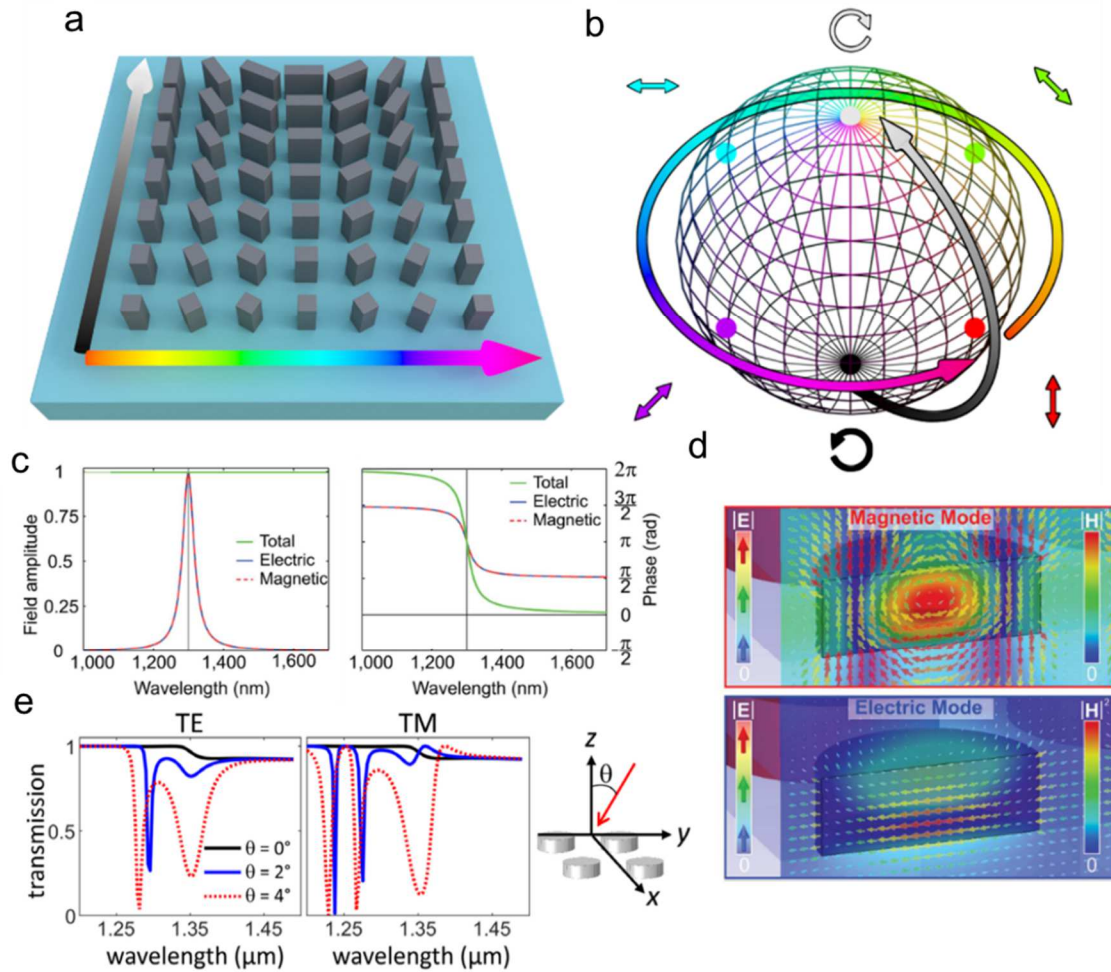 a
b
c
1
0.75
0.5
0.25
0
Field amplitude
Total
Electric
Magnetic
1,000 1,200 1,400 1,600
Wavelength (nm)
Total
Electric
Magnetic
2π
3π
2
π
π
2
0
-π
2
Phase (rad)
1,000 1,200 1,400 1,600
Wavelength (nm)
d
|E|
Magnetic Mode
|H|²
0
0
|E|
Electric Mode
|H|²
0
0
e
TE
TM
1
0.5
0
transmission
θ = 0°
θ = 2°
θ = 4°
1.25 1.35 1.45
wavelength (μm)
1.25 1.35 1.45
wavelength (μm)
z
θ
y
x